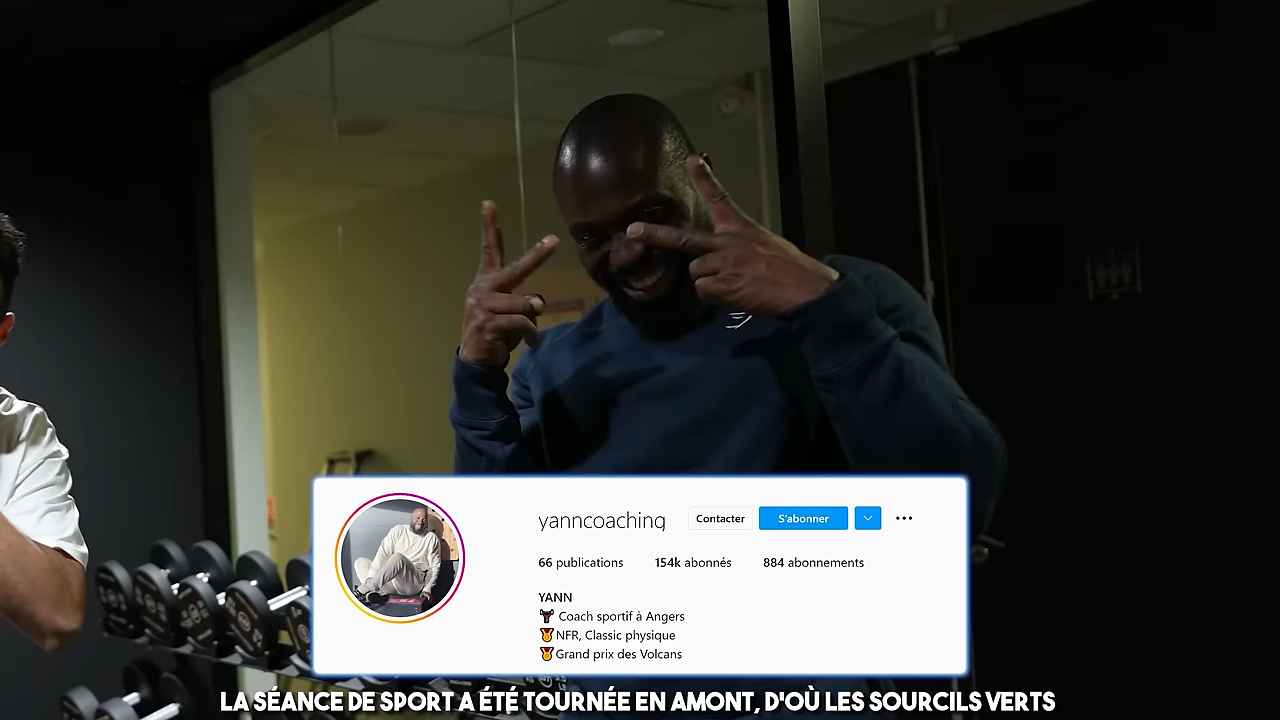 yanncoaching
Contacter
S'abonner
66 publications 154k abonnés 884 abonnements
YANN
Coach sportif à Angers
NFR, Classic physique
Grand prix des Volcans
LA SÉANCE DE SPORT A ÉTÉ TOURNÉE EN AMONT, D'OÙ LES SOURCILS VERTS